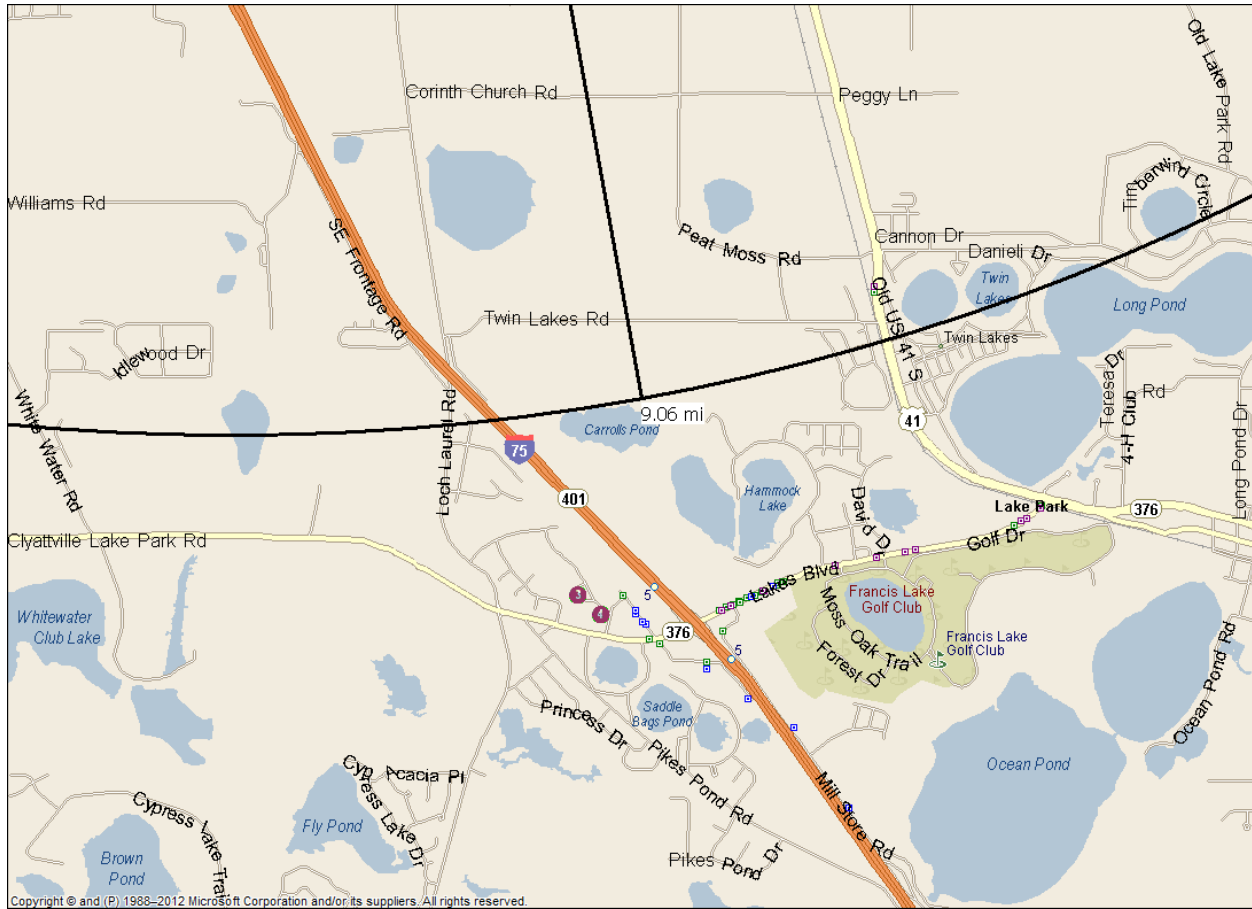 Old Lake Park Rd
Corinth Church Rd
Peggy Ln
Timberwind Circle
Williams Rd
SE Frontage Rd
Peat Moss Rd
Cannon Dr
Danieli Dr
Twin
Lakes
Long Pond
Old US 41 S
Twin Lakes Rd
Twin Lakes
Idlewood Dr
Teresa Dr
Rd
4-H Club
White Water Rd
Loch Laurel Rd
9.06 mi
Carrolls Pond
41
Long Pond Dr
75
401
Hammock
Lake
David Dr
Lake Park
376
Clyattville Lake Park Rd
Golf Dr
Lakes Blvd
3
4
5
Whitewater
Club Lake
376
5
Francis Lake
Golf Club
Moss Oak Trail
Forest Dr
Francis Lake
Golf Club
Ocean Pond Rd
Saddle
Bags Pond
Princess Dr
Pikes Pond Rd
Ocean Pond
Acacia Pl
Cypress Lake Dr
Mill Store Rd
Cypress Lake Trail
Fly Pond
Brown
Pond
Pikes Pond Dr
Copyright © and (P) 1988–2012 Microsoft Corporation and/or its suppliers. All rights reserved.